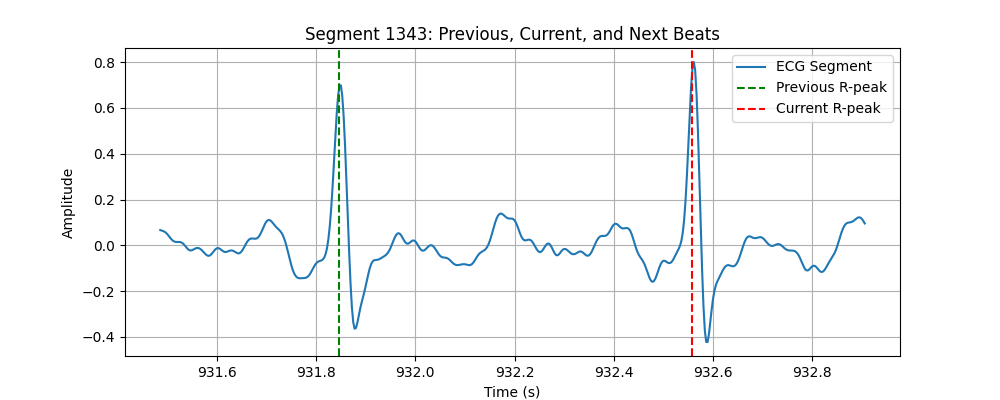 Segment 1343: Previous, Current, and Next Beats
ECG Segment
Previous R-peak
Current R-peak
Amplitude
0.8
0.6
0.4
0.2
0.0
−0.2
−0.4
931.6 931.8 932.0 932.2 932.4 932.6 932.8
Time (s)